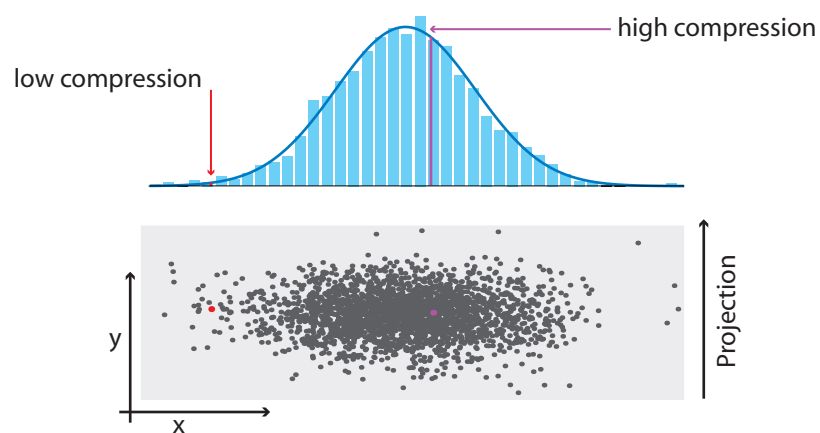 high compression
low compression
Projection
y
x